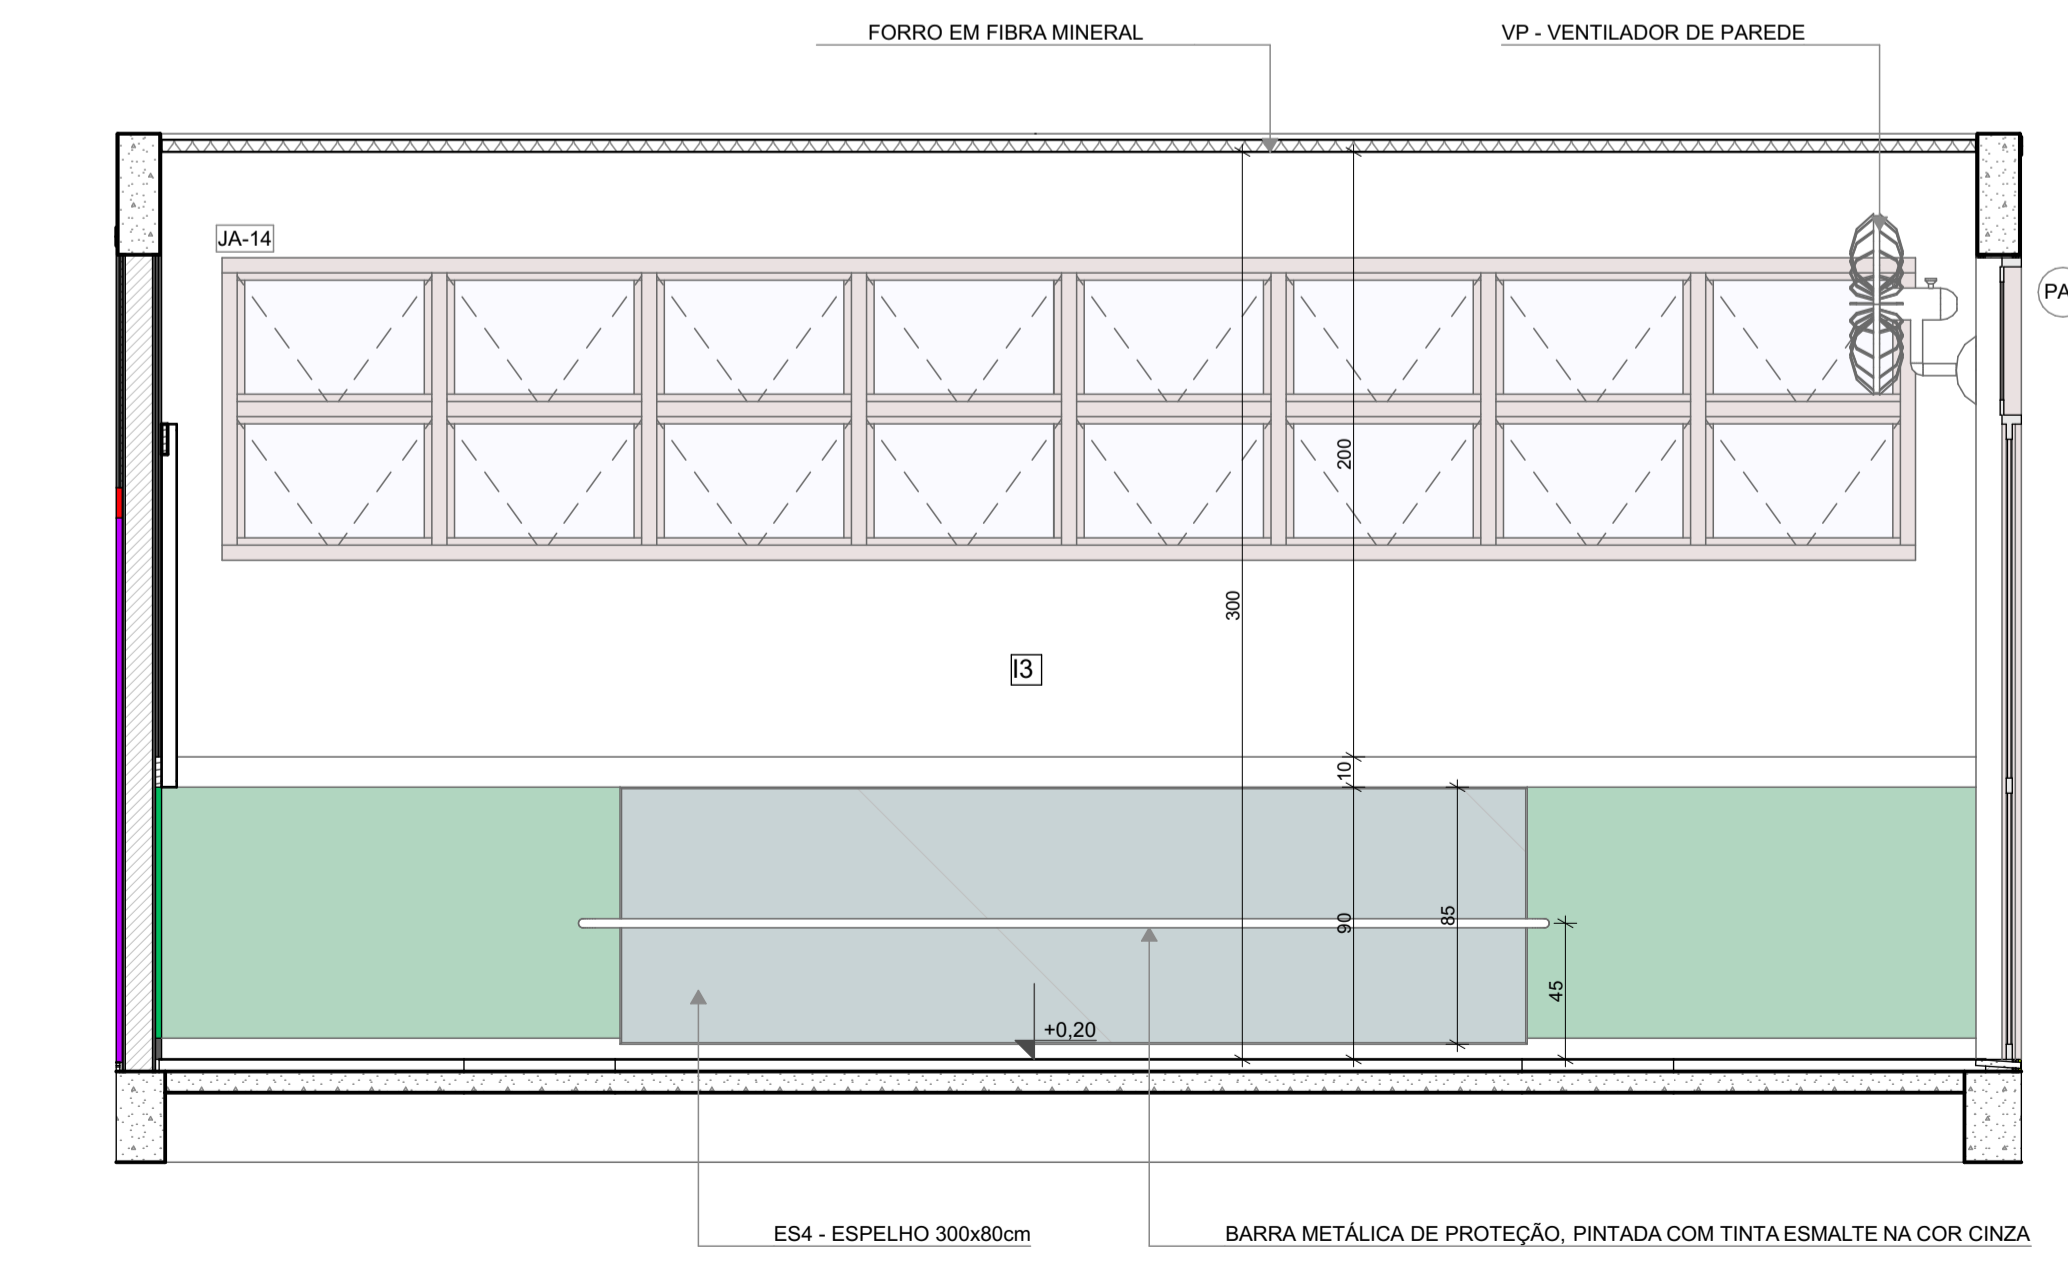 FORRO EM FIBRA MINERAL
VP - VENTILADOR DE PAREDE
JA-14
PA
200
300
I3
10
90
85
45
+0,20
ES4 - ESPELHO 300x80cm
BARRA METÁLICA DE PROTEÇÃO, PINTADA COM TINTA ESMALTE NA COR CINZA